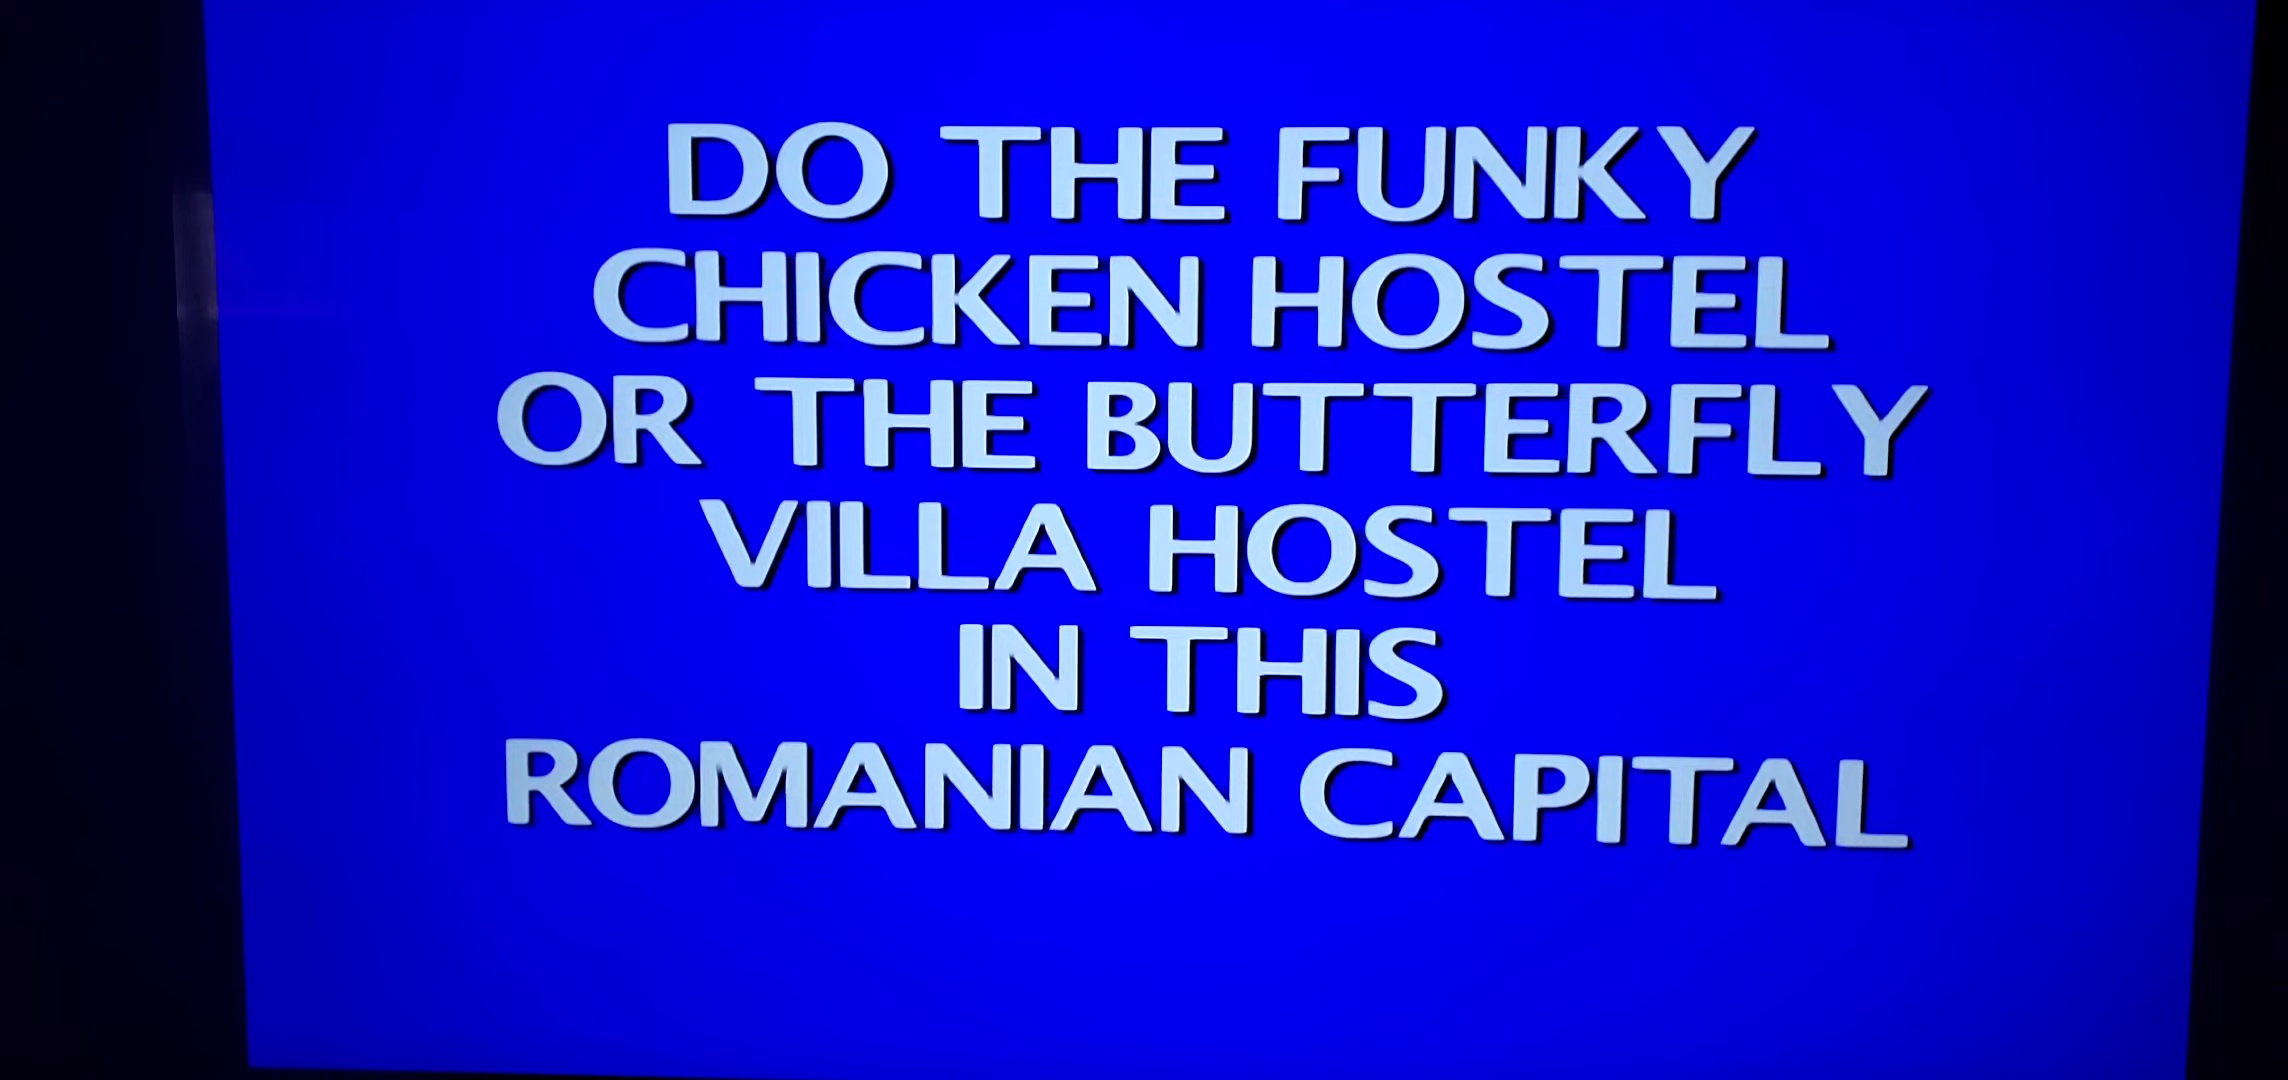 DO THE FUNKY
CHICKEN HOSTEL
OR THE BUTTERFLY
VILLA HOSTEL
IN THIS
ROMANIAN CAPITAL